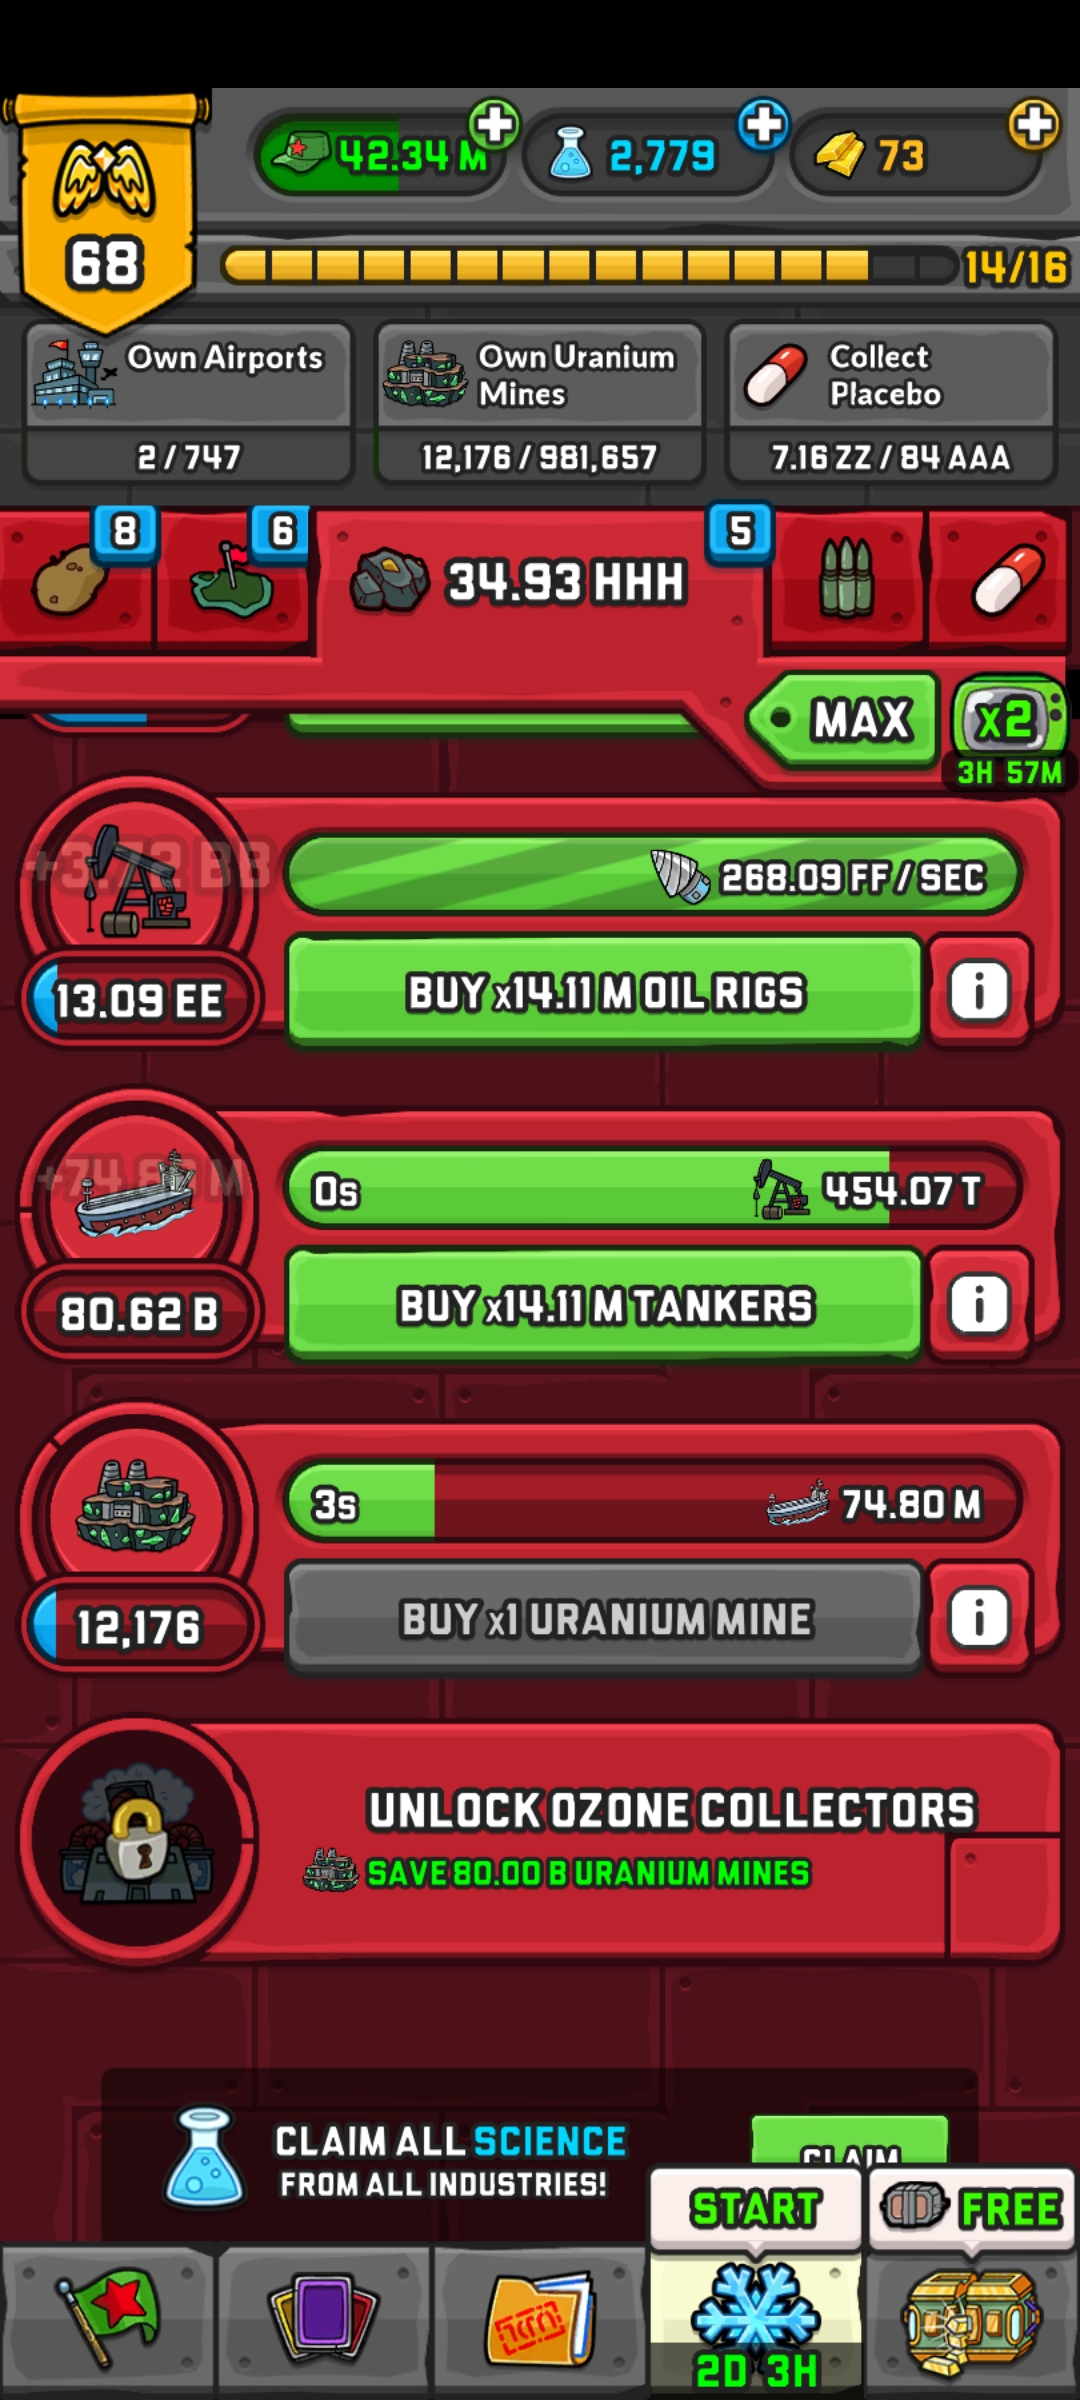 42.34 M
2,779
73
68
14/16
Own Airports
2 / 747
Own Uranium
Mines
12,176 / 981,657
Collect
Placebo
7.16 ZZ / 84 AAA
8
6
34.93 HHH
5
MAX
x2
3H 57M
268.09 FF / SEC
13.09 EE
BUY x14.11 M OIL RIGS
i
0s
454.07 T
80.62 B
BUY x14.11 M TANKERS
i
3s
74.80 M
12,176
BUY x1 URANIUM MINE
i
UNLOCK OZONE COLLECTORS
SAVE 80.00 B URANIUM MINES
CLAIM ALL SCIENCE
FROM ALL INDUSTRIES!
CLAIM
START
FREE
2D 3H